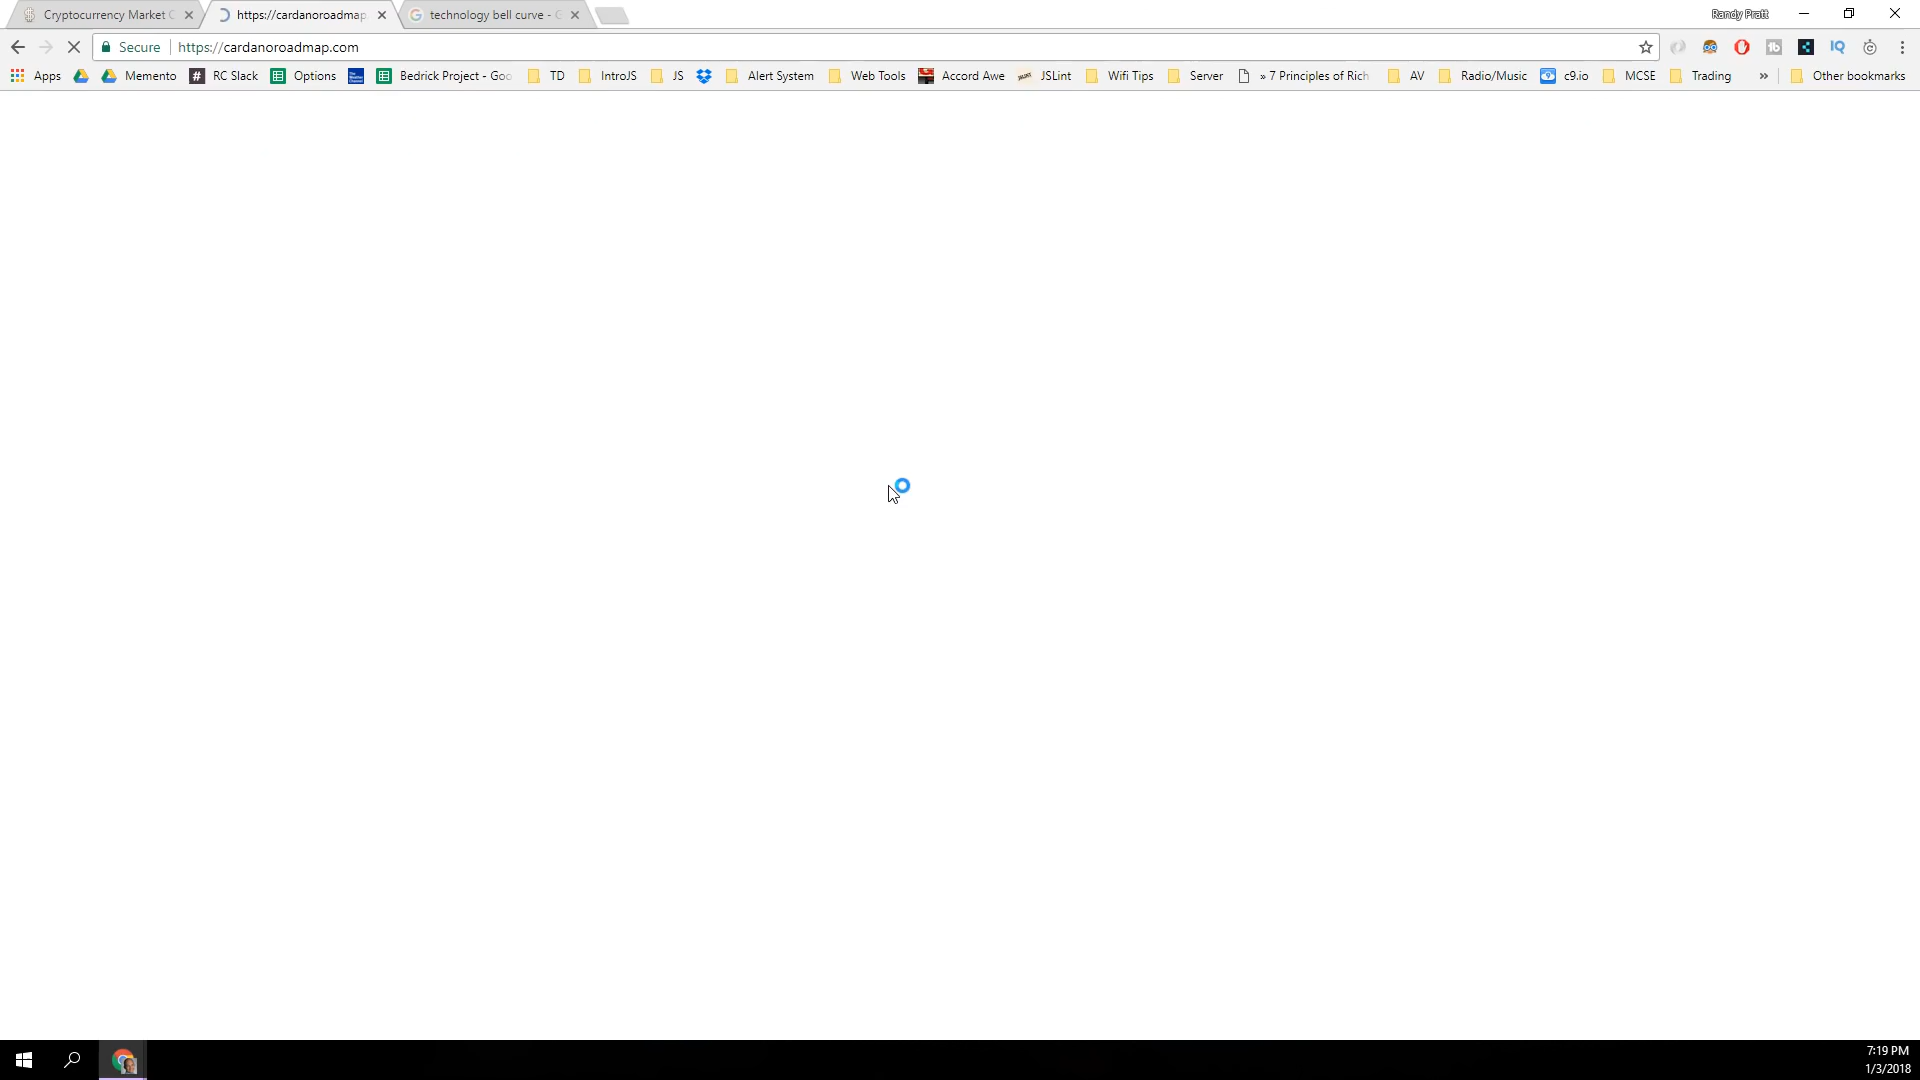 Cryptocurrency Market C
https://cardanoroadmap.
technology bell curve - G
Randy Pratt
Secure
https://cardanoroadmap.com
Apps
Memento
RC Slack
Options
Bedrick Project - Goo
TD
IntroJS
JS
Alert System
Web Tools
Accord Awe
JSLint
Wifi Tips
Server
» 7 Principles of Rich
AV
Radio/Music
c9.io
MCSE
Trading
»
Other bookmarks
7:19 PM
1/3/2018